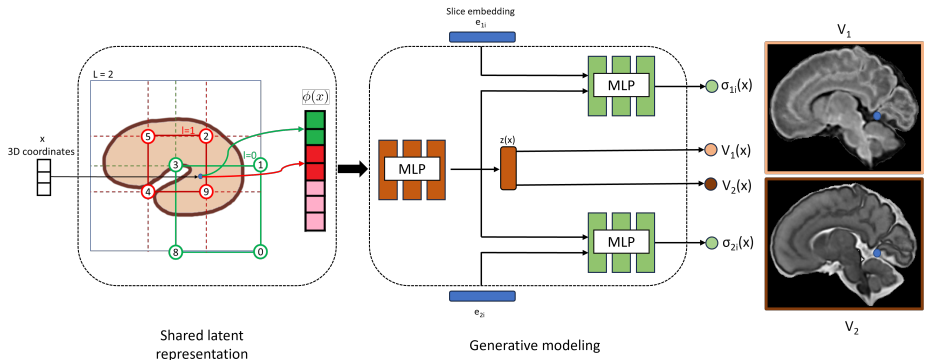 Slice embedding
e1i
V1
L = 2
ϕ(x)
x
3D coordinates
5
l=1
2
l=0
3
1
4
9
8
0
MLP
z(x)
MLP
σ1i(x)
V1(x)
V2(x)
MLP
σ2i(x)
e2i
V2
Shared latent
representation
Generative modeling